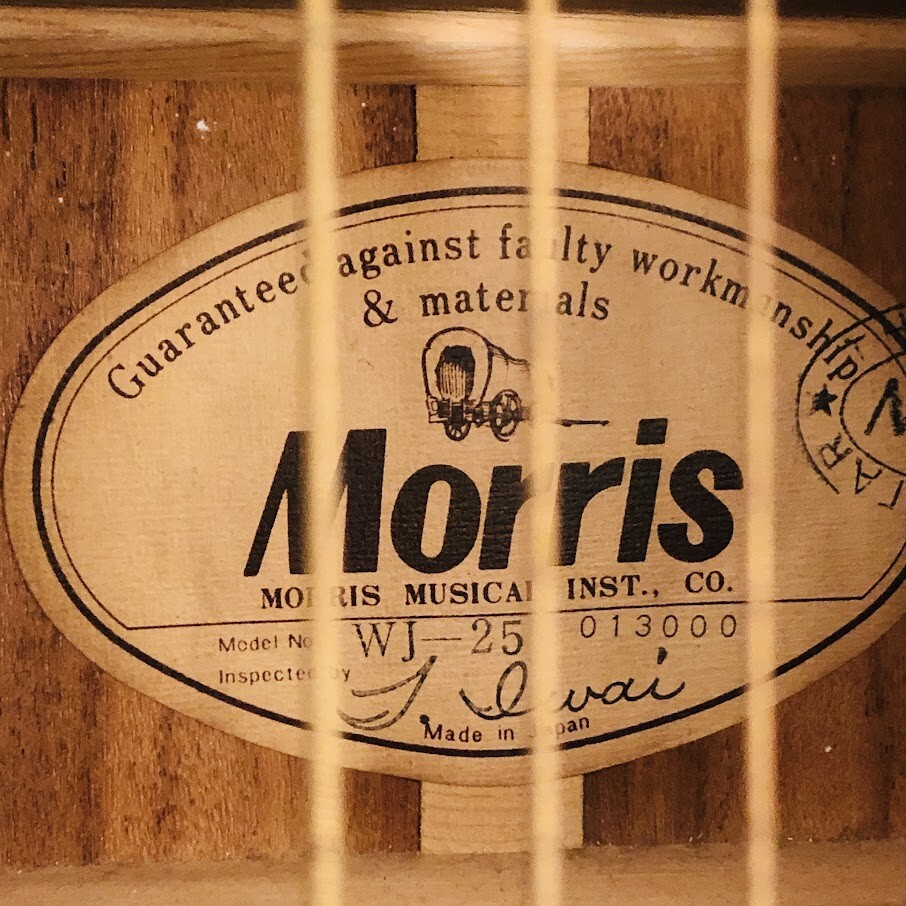 Guaranteed against faulty workmanship
& materials
Morris
MORRIS MUSICAL INST., CO.
Model No WJ-25 013000
Inspected by T. Iwai
Made in Japan